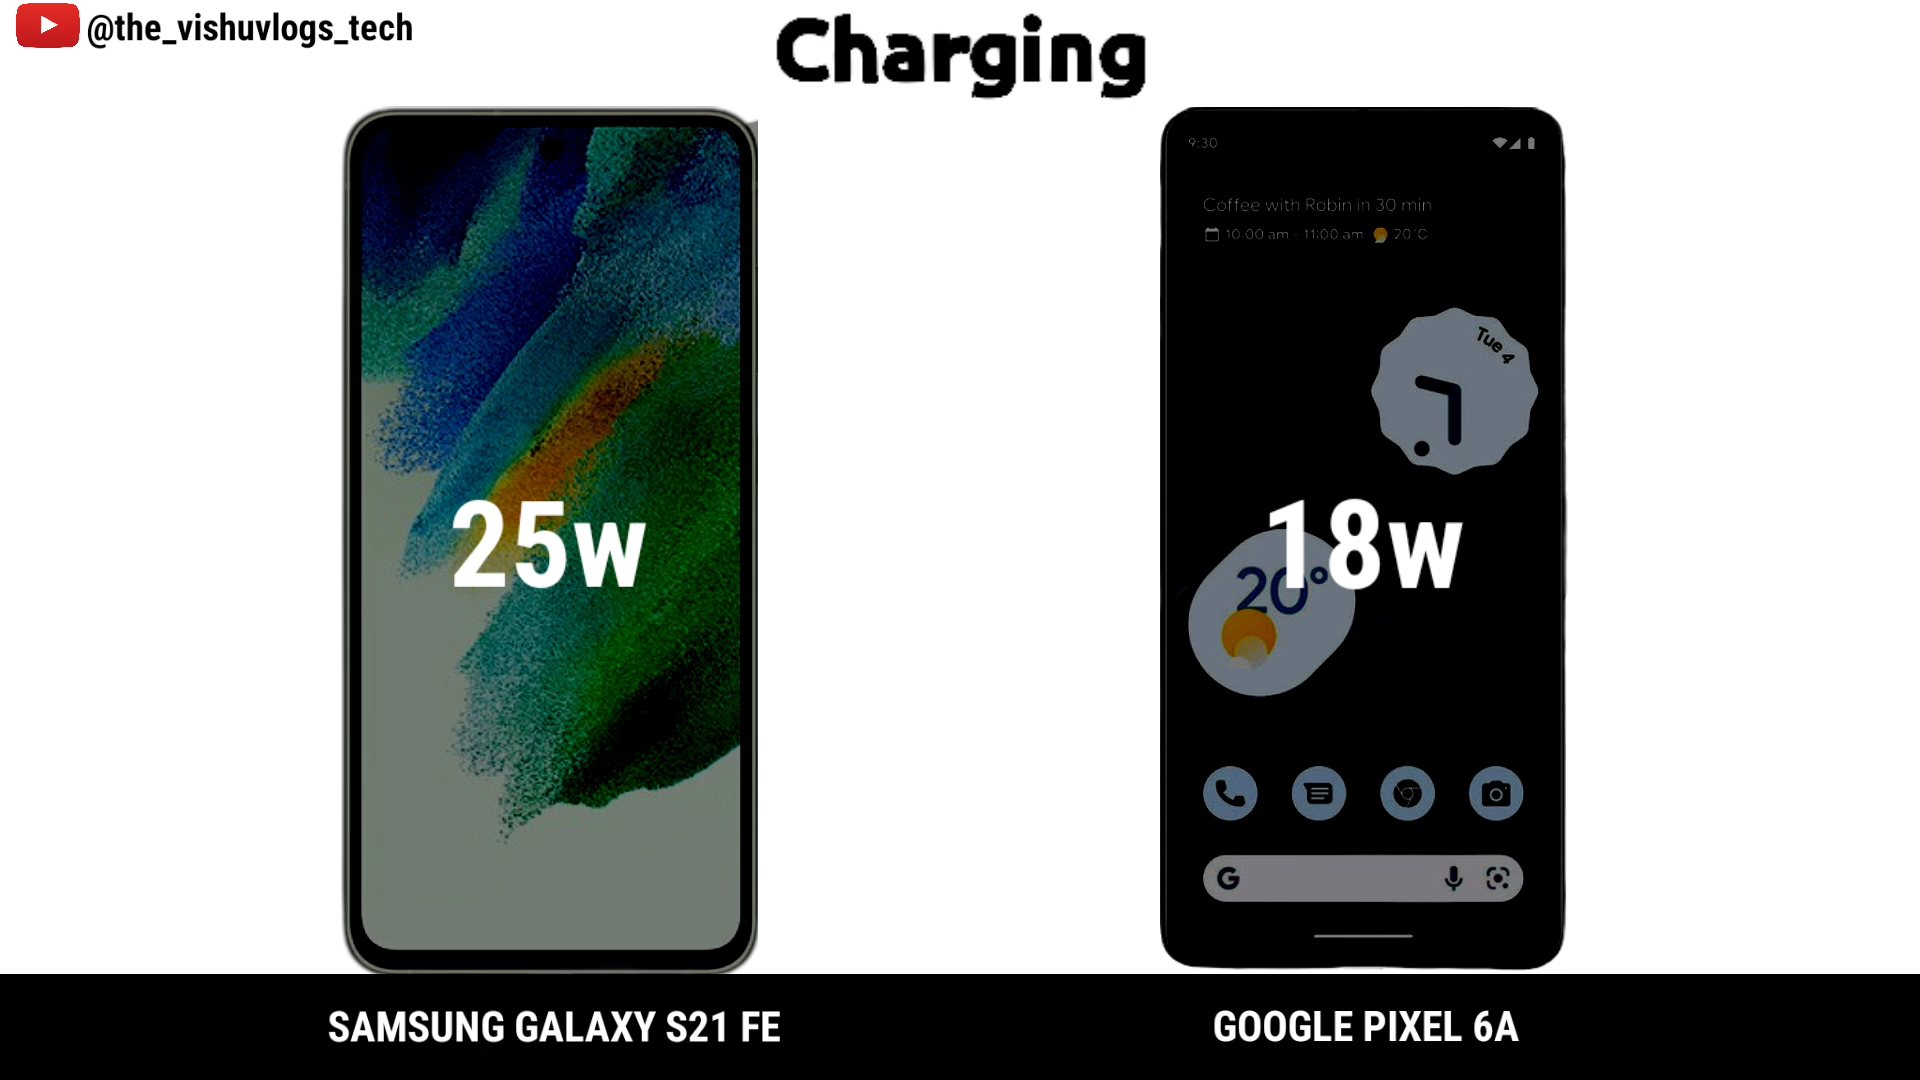 @the_vishuvlogs_tech
Charging
9:30
Coffee with Robin in 30 min
10:00 am - 11:00 am 20°C
Tue 4
25w
18w
20°
G
SAMSUNG GALAXY S21 FE
GOOGLE PIXEL 6A